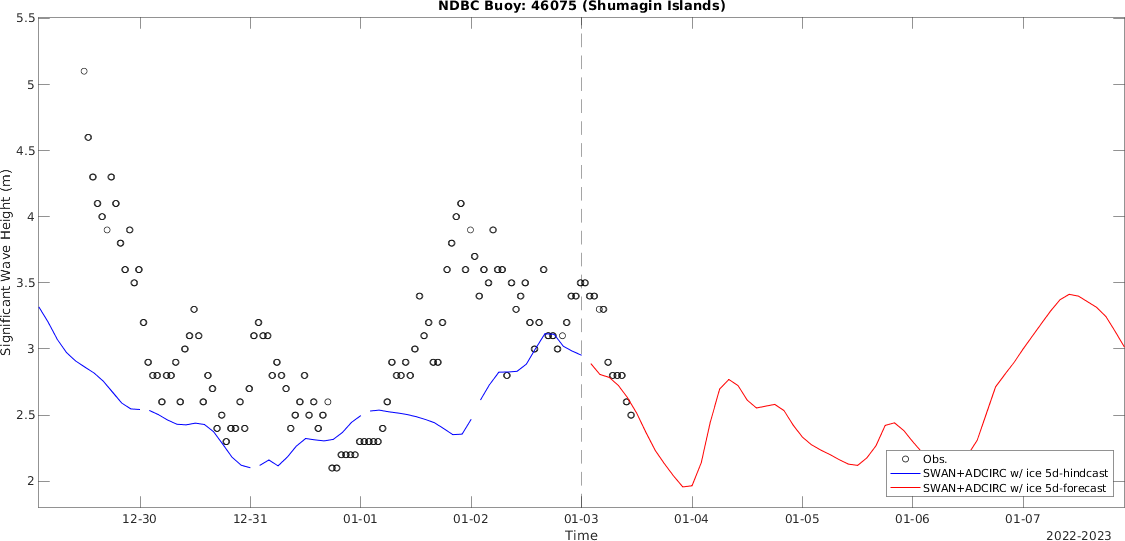 NDBC Buoy: 46075 (Shumagin Islands)
Significant Wave Height (m)
5.5
5
4.5
4
3.5
3
2.5
2
Obs.
SWAN+ADCIRC w/ ice 5d-hindcast
SWAN+ADCIRC w/ ice 5d-forecast
12-30 12-31 01-01 01-02 01-03 01-04 01-05 01-06 01-07
Time
2022-2023